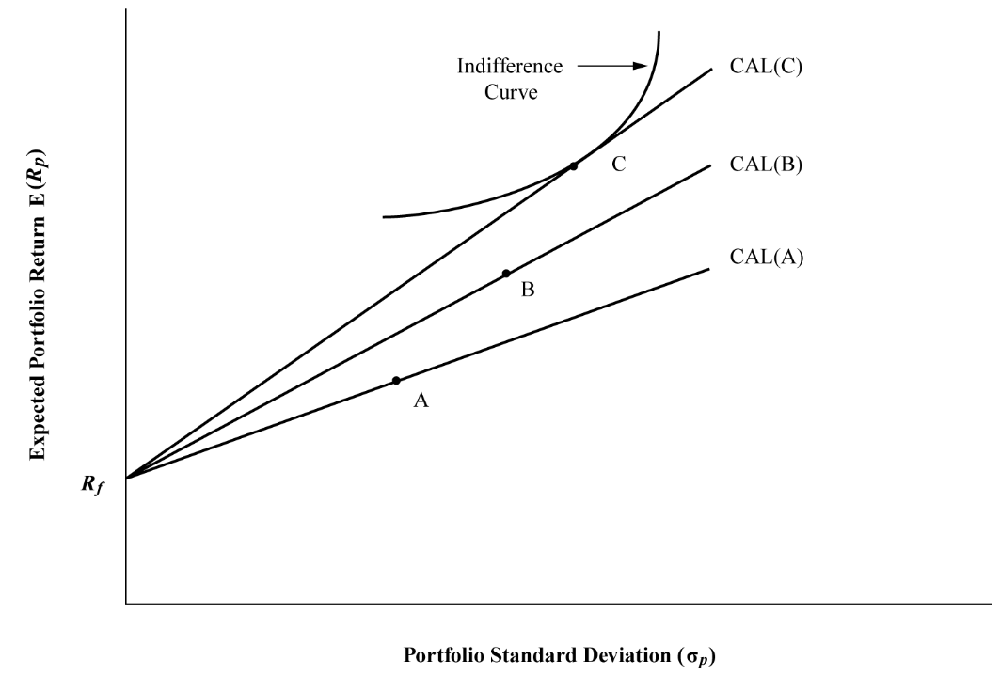 Indifference
Curve
CAL(C)
C
CAL(B)
B
CAL(A)
A
Expected Portfolio Return E(Rp)
Rf
Portfolio Standard Deviation (σp)